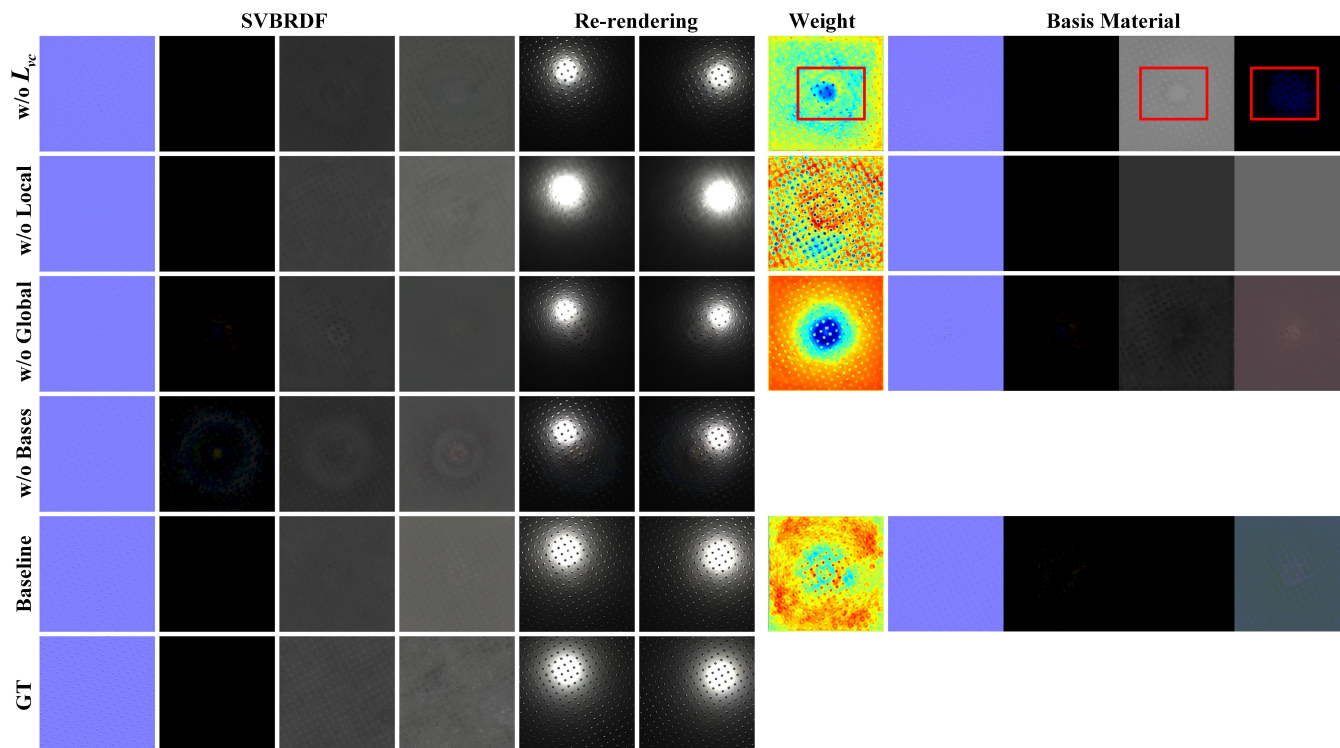 SVBRDF Re-rendering Weight Basis Material
w/o L_vc
w/o Local
w/o Global
w/o Bases
Baseline
GT